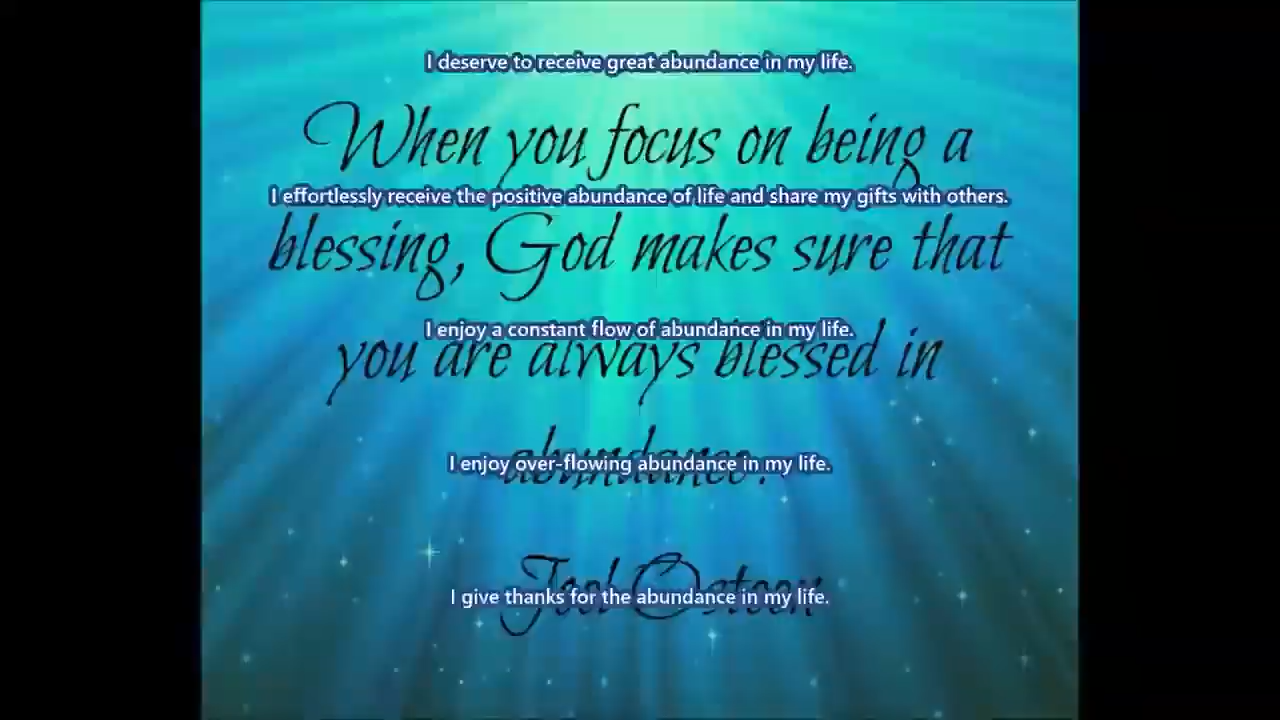 I deserve to receive great abundance in my life.
When you focus on being a
I effortlessly receive the positive abundance of life and share my gifts with others.
blessing, God makes sure that
I enjoy a constant flow of abundance in my life.
you are always blessed in
abundance.
I enjoy over-flowing abundance in my life.
Joel Osteen
I give thanks for the abundance in my life.